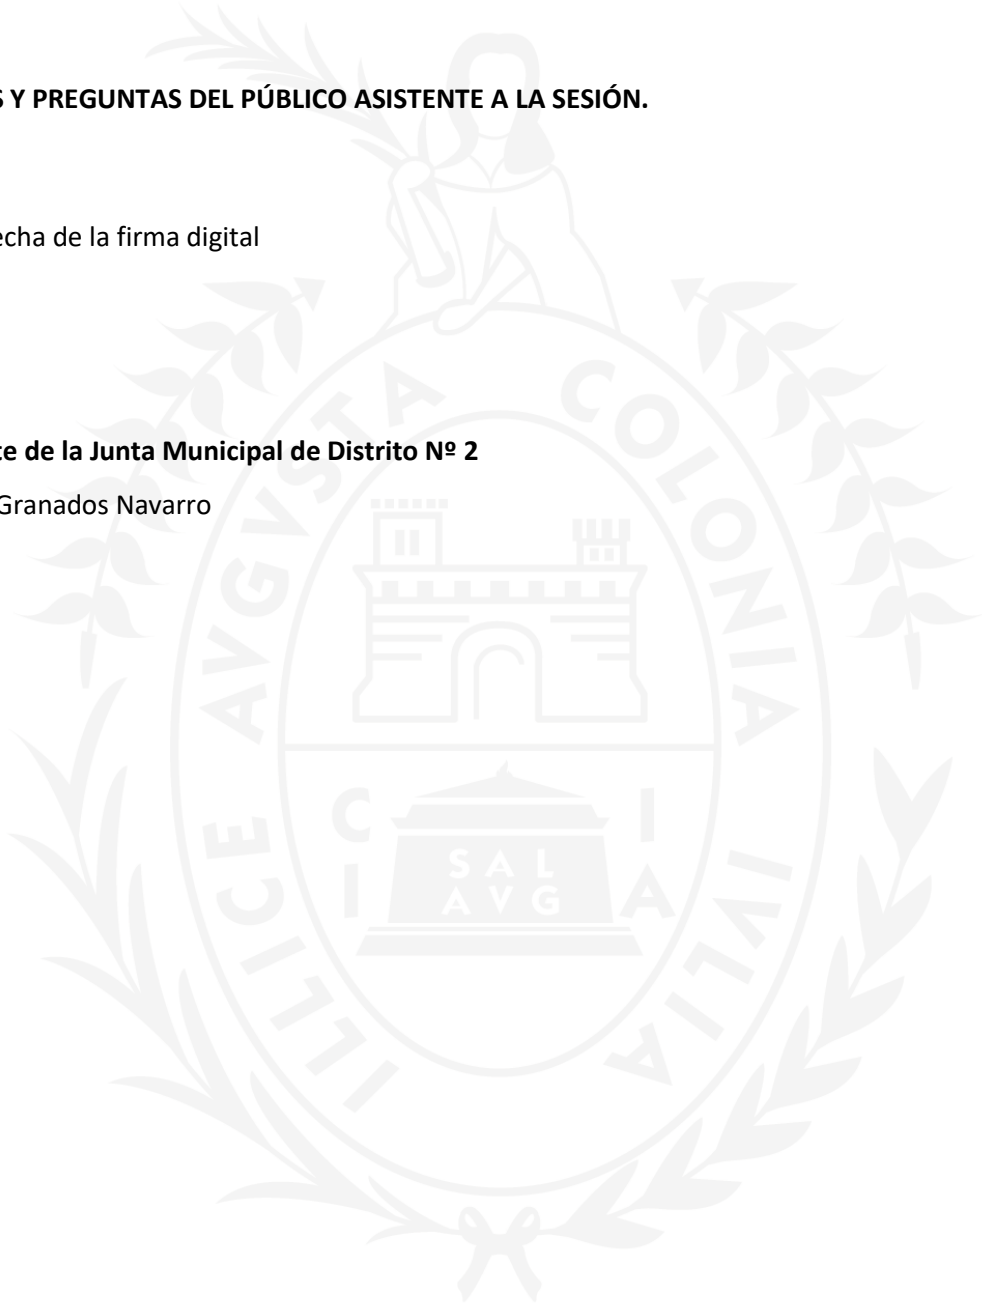 S Y PREGUNTAS DEL PÚBLICO ASISTENTE A LA SESIÓN.
echa de la firma digital
te de la Junta Municipal de Distrito Nº 2
Granados Navarro
COLONIA IVLIA ILLICE AVGVSTA
C I
I A
SAL
AVG